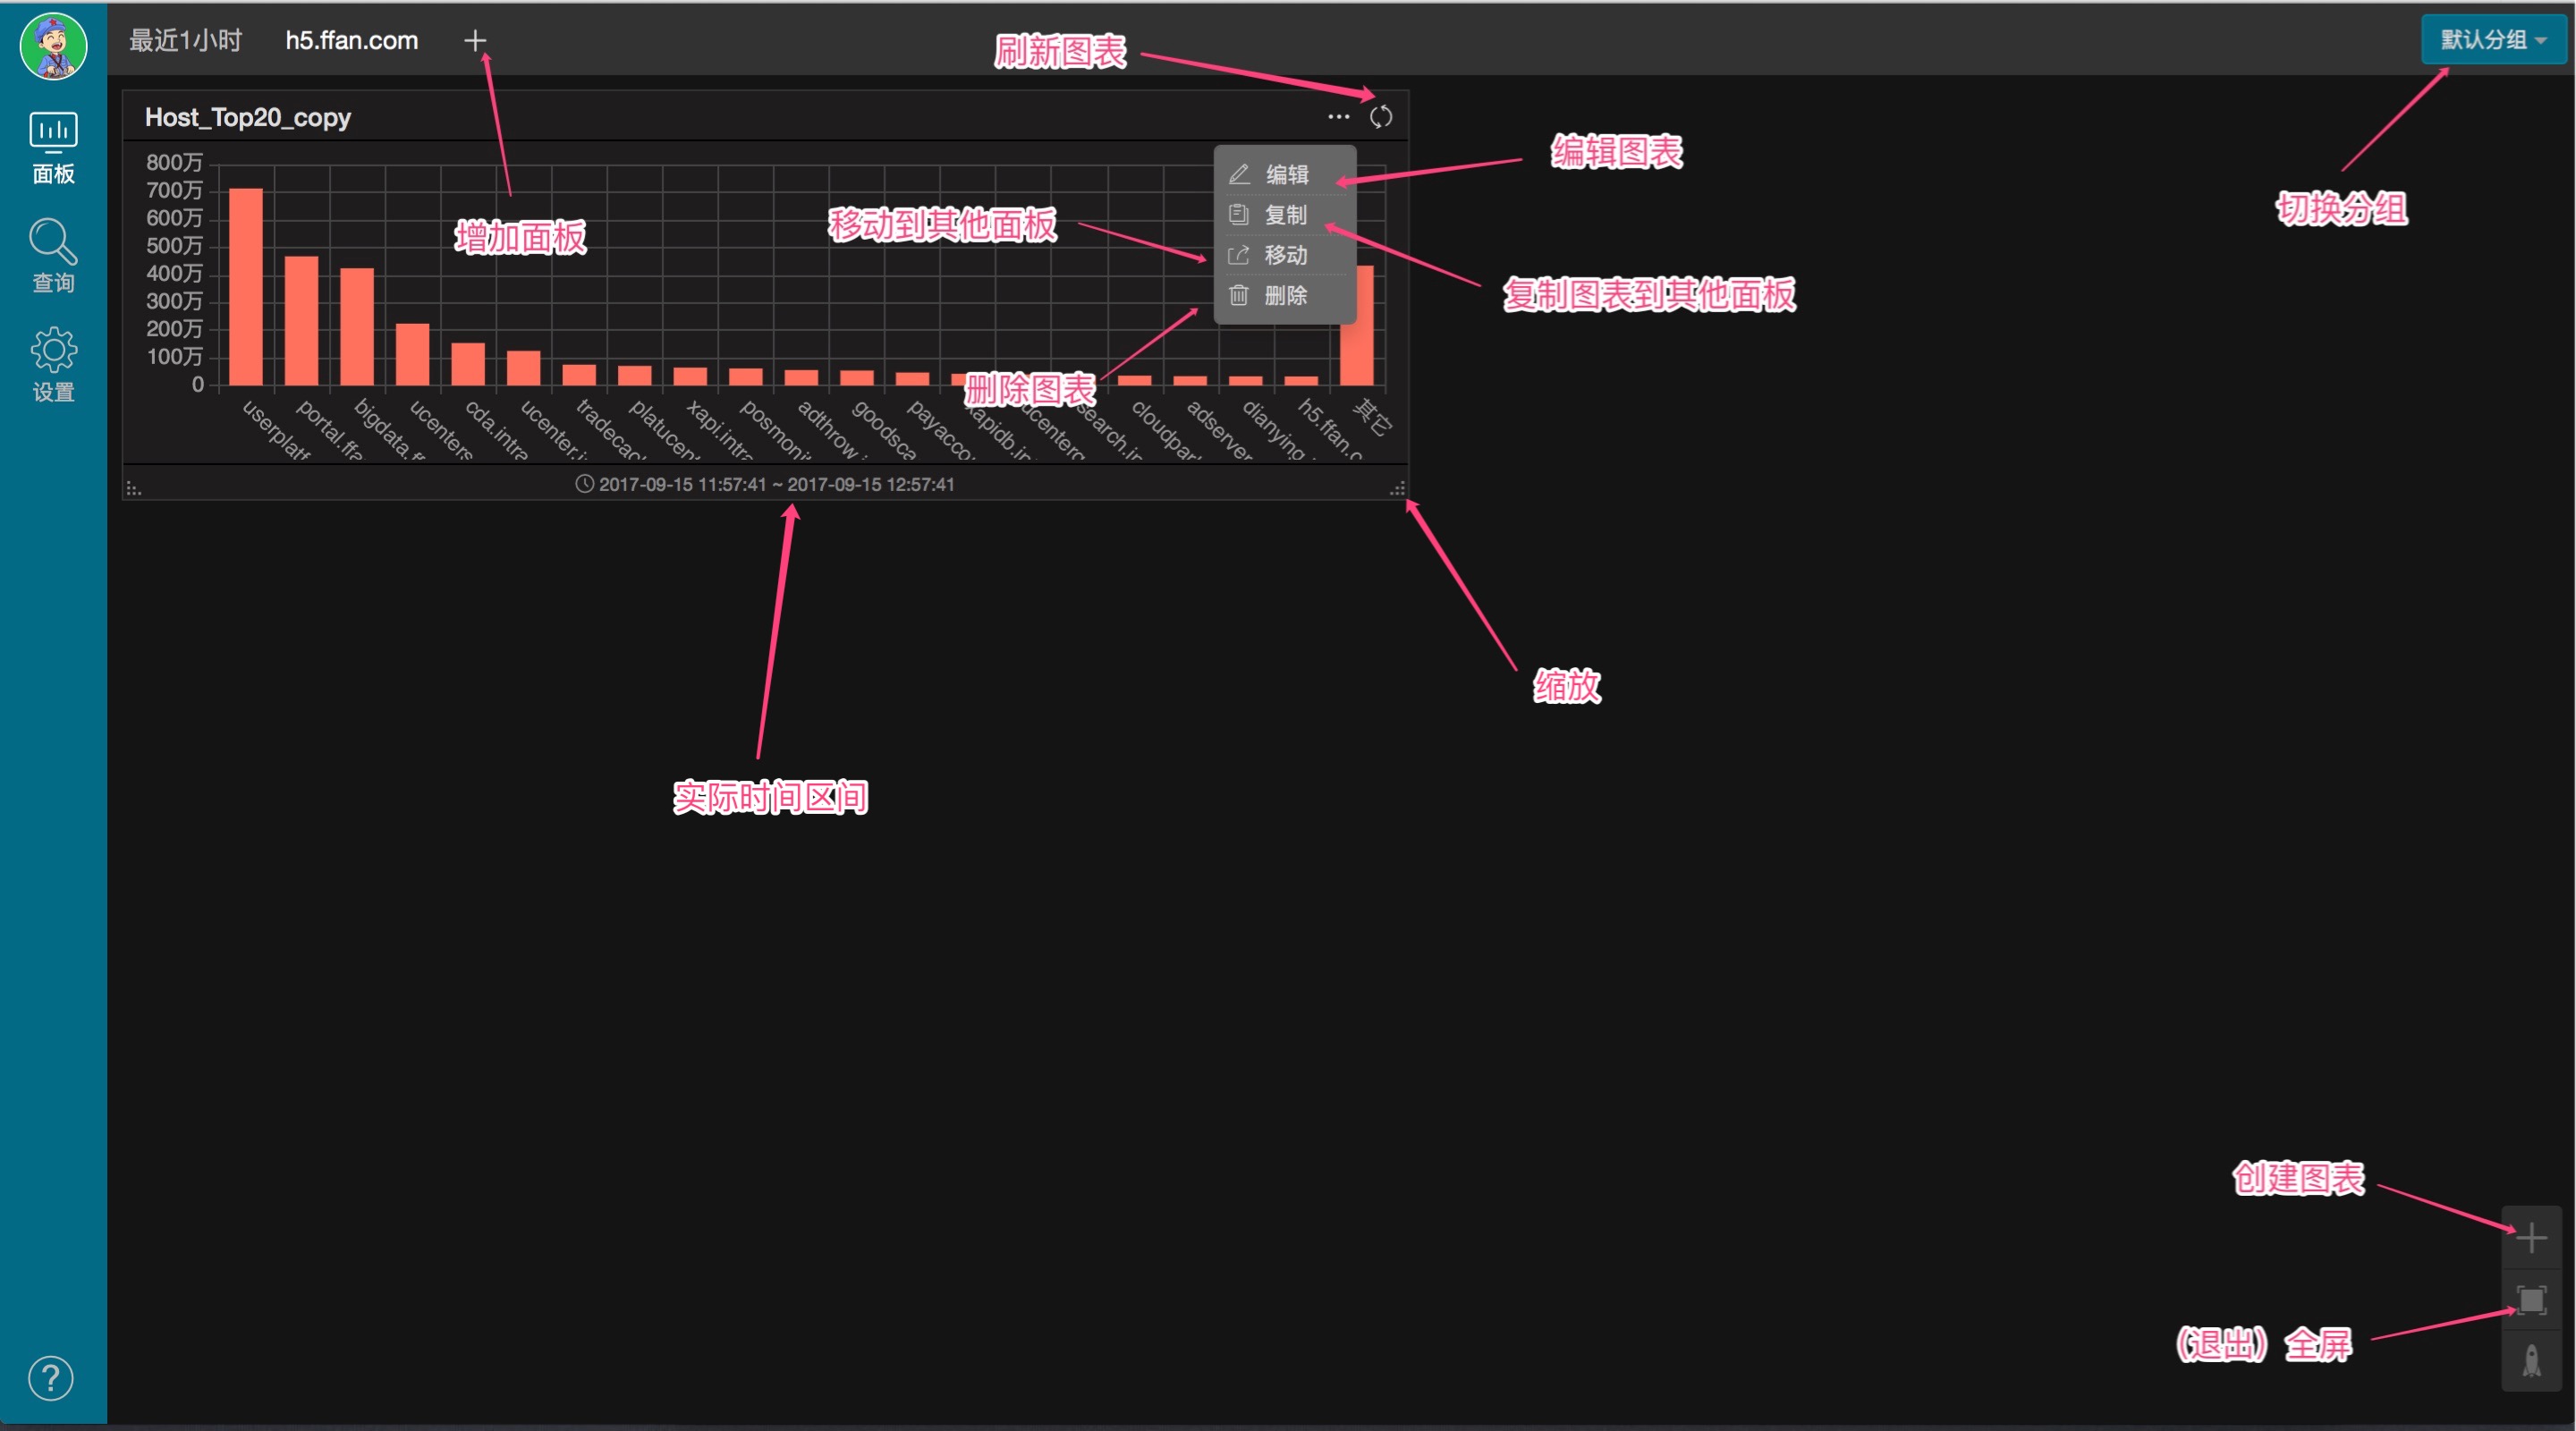 最近1小时 h5.ffan.com
刷新图表
默认分组
Host_Top20_copy
面板
查询
设置
编辑
复制
移动
删除
编辑图表
切换分组
增加面板
移动到其他面板
复制图表到其他面板
删除图表
800万
700万
600万
500万
400万
300万
200万
100万
0
userplatf
portal.ffa
bigdata.f
ucenters
cda.intra
ucenter.i
tradecac
platucen
xapi.intra
posmonit
adthrow.
goodsca
payacco
xapidb.in
ucenterg
search.in
cloudpar
adserver
dianying.
h5.ffan.c
其它
2017-09-15 11:57:41 ~ 2017-09-15 12:57:41
缩放
实际时间区间
创建图表
（退出）全屏
?